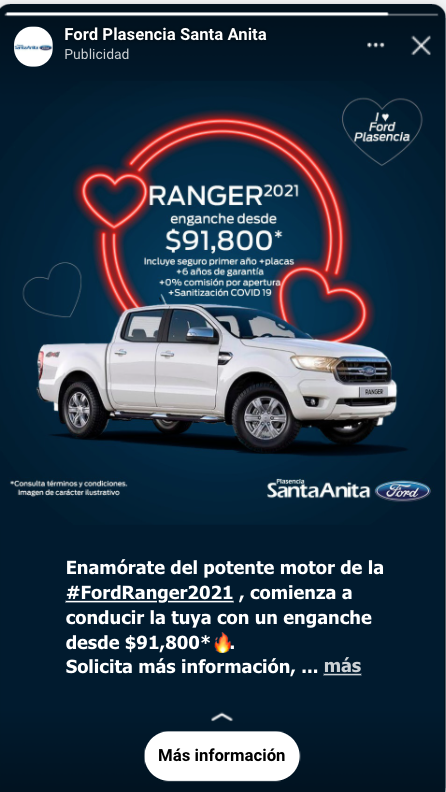 Ford Plasencia Santa Anita
Publicidad
I ♥
Ford
Plasencia
RANGER²⁰²¹
enganche desde
$91,800*
Incluye seguro primer año +placas
+6 años de garantía
+0% comisión por apertura
+Sanitización COVID 19
4x4
RANGER
*Consulta términos y condiciones.
Imagen de carácter ilustrativo
Plasencia
SantaAnita Ford
Enamórate del potente motor de la
#FordRanger2021 , comienza a
conducir la tuya con un enganche
desde $91,800*🔥.
Solicita más información, ... más
Más información